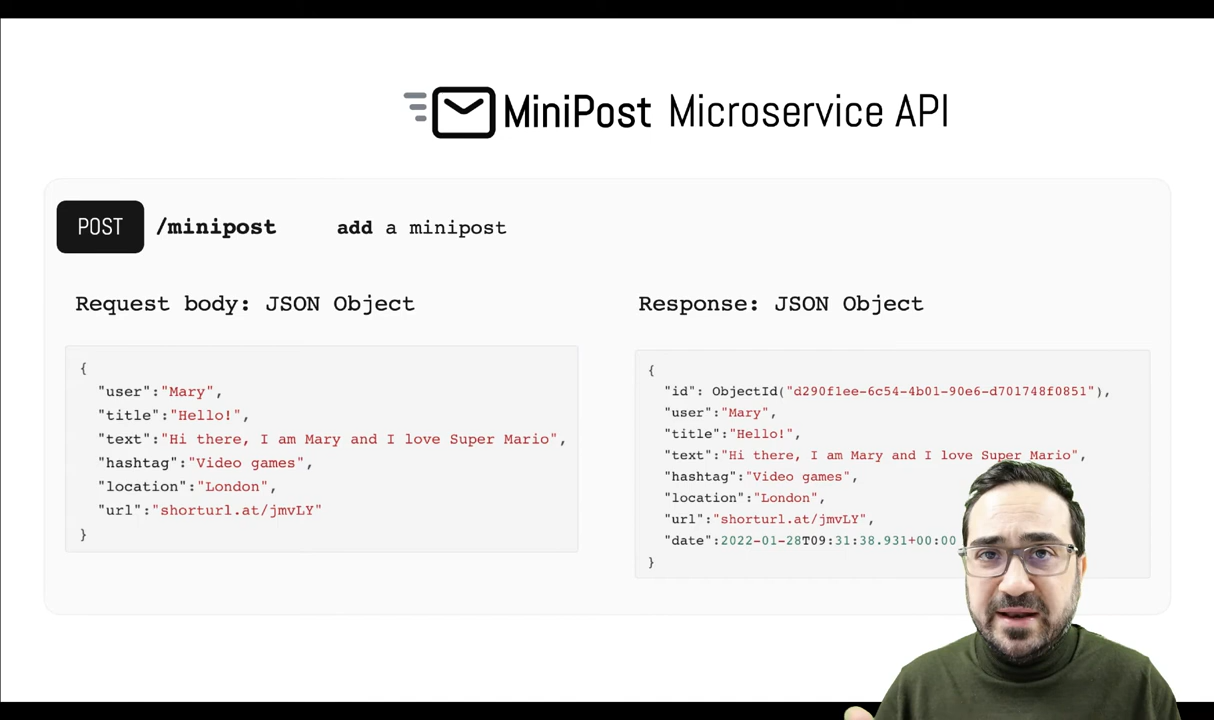 MiniPost Microservice API
POST /minipost add a minipost
Request body: JSON Object
{
"user":"Mary",
"title":"Hello!",
"text":"Hi there, I am Mary and I love Super Mario",
"hashtag":"Video games",
"location":"London",
"url":"shorturl.at/jmvLY"
}
Response: JSON Object
{
"id": ObjectId("d290f1ee-6c54-4b01-90e6-d701748f0851"),
"user":"Mary",
"title":"Hello!",
"text":"Hi there, I am Mary and I love Super Mario",
"hashtag":"Video games",
"location":"London",
"url":"shorturl.at/jmvLY",
"date":2022-01-28T09:31:38.931+00:00
}